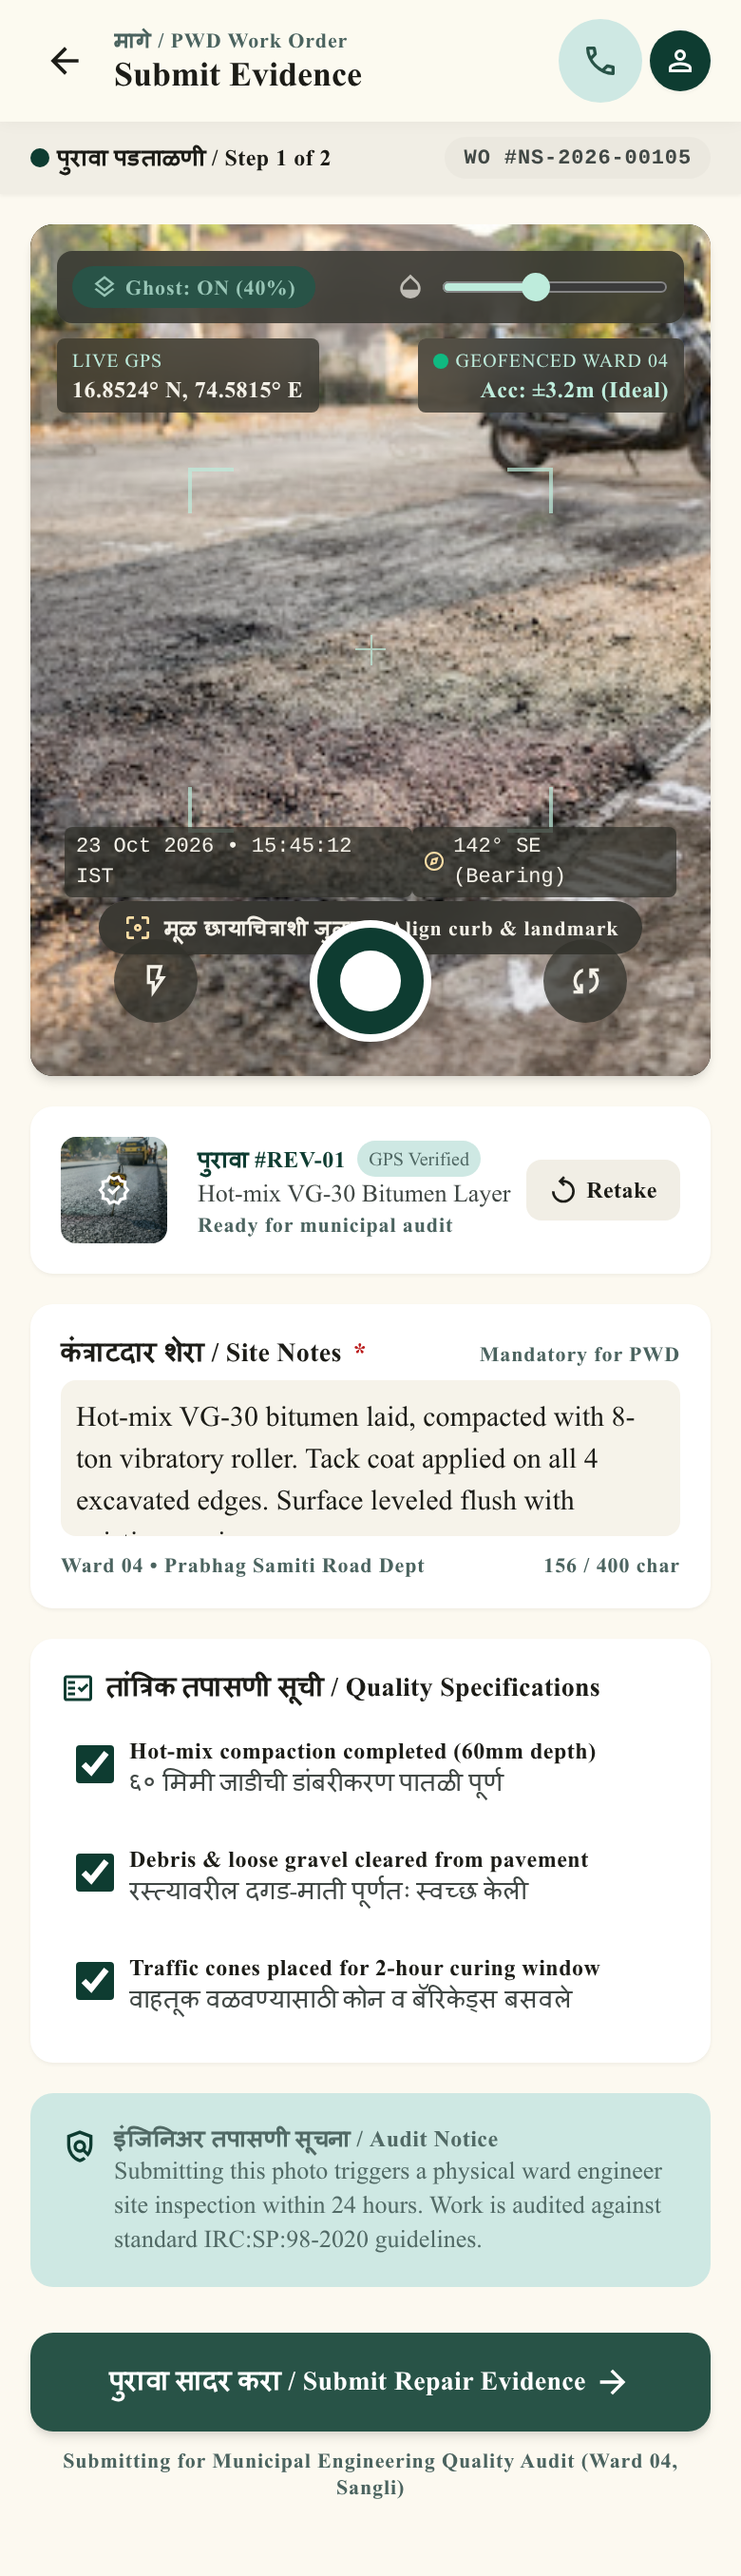 मागे / PWD Work Order
Submit Evidence
पुरावा पडताळणी / Step 1 of 2
WO #NS-2026-00105
Ghost: ON (40%)
LIVE GPS
16.8524° N, 74.5815° E
GEOFENCED WARD 04
Acc: ±3.2m (Ideal)
23 Oct 2026 • 15:45:12 IST
142° SE (Bearing)
मूळ छायाचित्राशी Align curb & landmark
पुरावा #REV-01
GPS Verified
Hot-mix VG-30 Bitumen Layer
Ready for municipal audit
Retake
कंत्राटदार शेरा / Site Notes *
Mandatory for PWD
Hot-mix VG-30 bitumen laid, compacted with 8-
ton vibratory roller. Tack coat applied on all 4
excavated edges. Surface leveled flush with
Ward 04 • Prabhag Samiti Road Dept
156 / 400 char
तांत्रिक तपासणी सूची / Quality Specifications
Hot-mix compaction completed (60mm depth)
६० मिमी जाडीची डांबरीकरण पातळी पूर्ण
Debris & loose gravel cleared from pavement
रस्त्यावरील दगड-माती पूर्णतः स्वच्छ केली
Traffic cones placed for 2-hour curing window
वाहतूक वळवण्यासाठी कोन व बॅरिकेड्स बसवले
इंजिनिअर तपासणी सूचना / Audit Notice
Submitting this photo triggers a physical ward engineer
site inspection within 24 hours. Work is audited against
standard IRC:SP:98-2020 guidelines.
पुरावा सादर करा / Submit Repair Evidence
Submitting for Municipal Engineering Quality Audit (Ward 04,
Sangli)